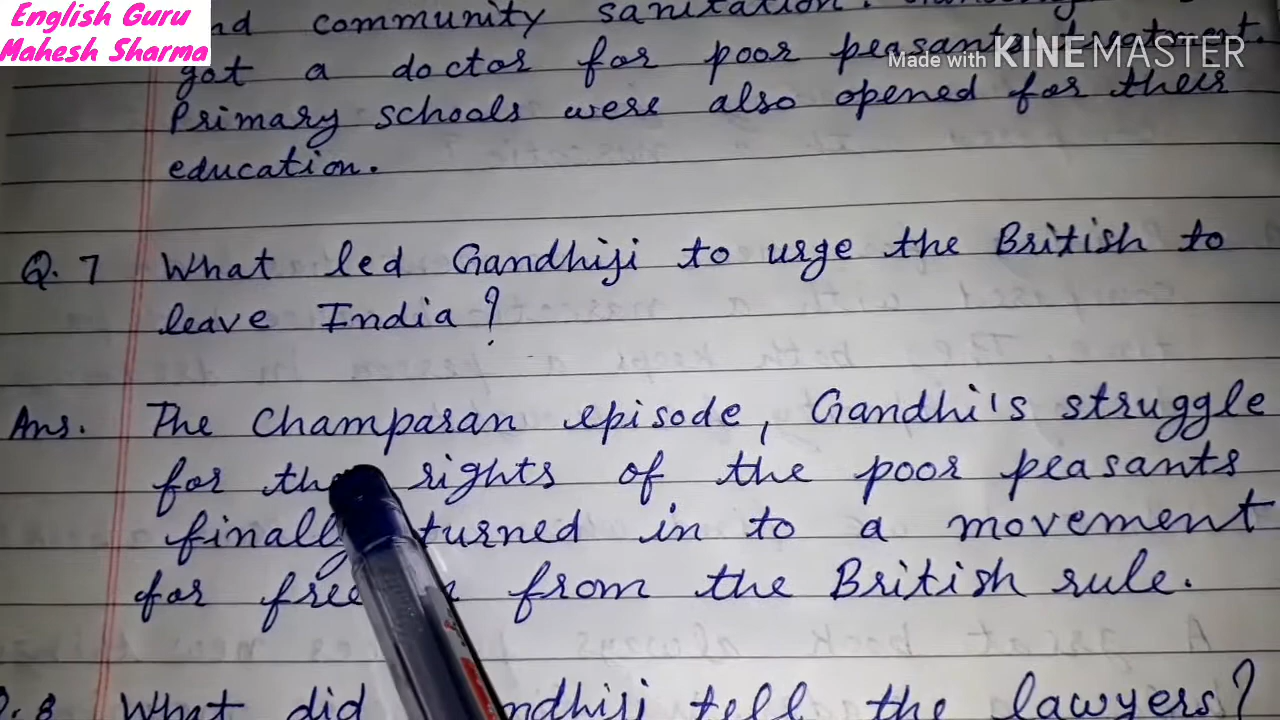 English Guru
Mahesh Sharma
Made with KINEMASTER
community sanitation.
got a doctor for poor peasants' treatment.
Primary schools were also opened for their
education.
Q.7 What led Gandhiji to urge the British to
leave India?
Ans. The Champaran episode, Gandhi's struggle
for the rights of the poor peasants
finally turned in to a movement
for from the British rule.
What did tell the lawyers?